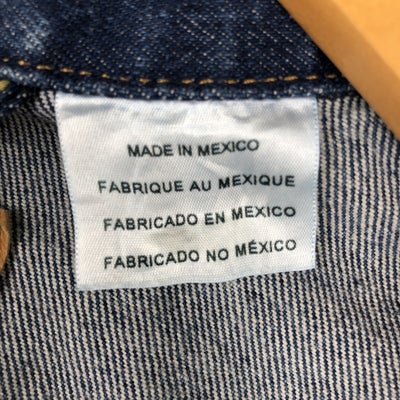 MADE IN MEXICO
FABRIQUE AU MEXIQUE
FABRICADO EN MEXICO
FABRICADO NO MÉXICO